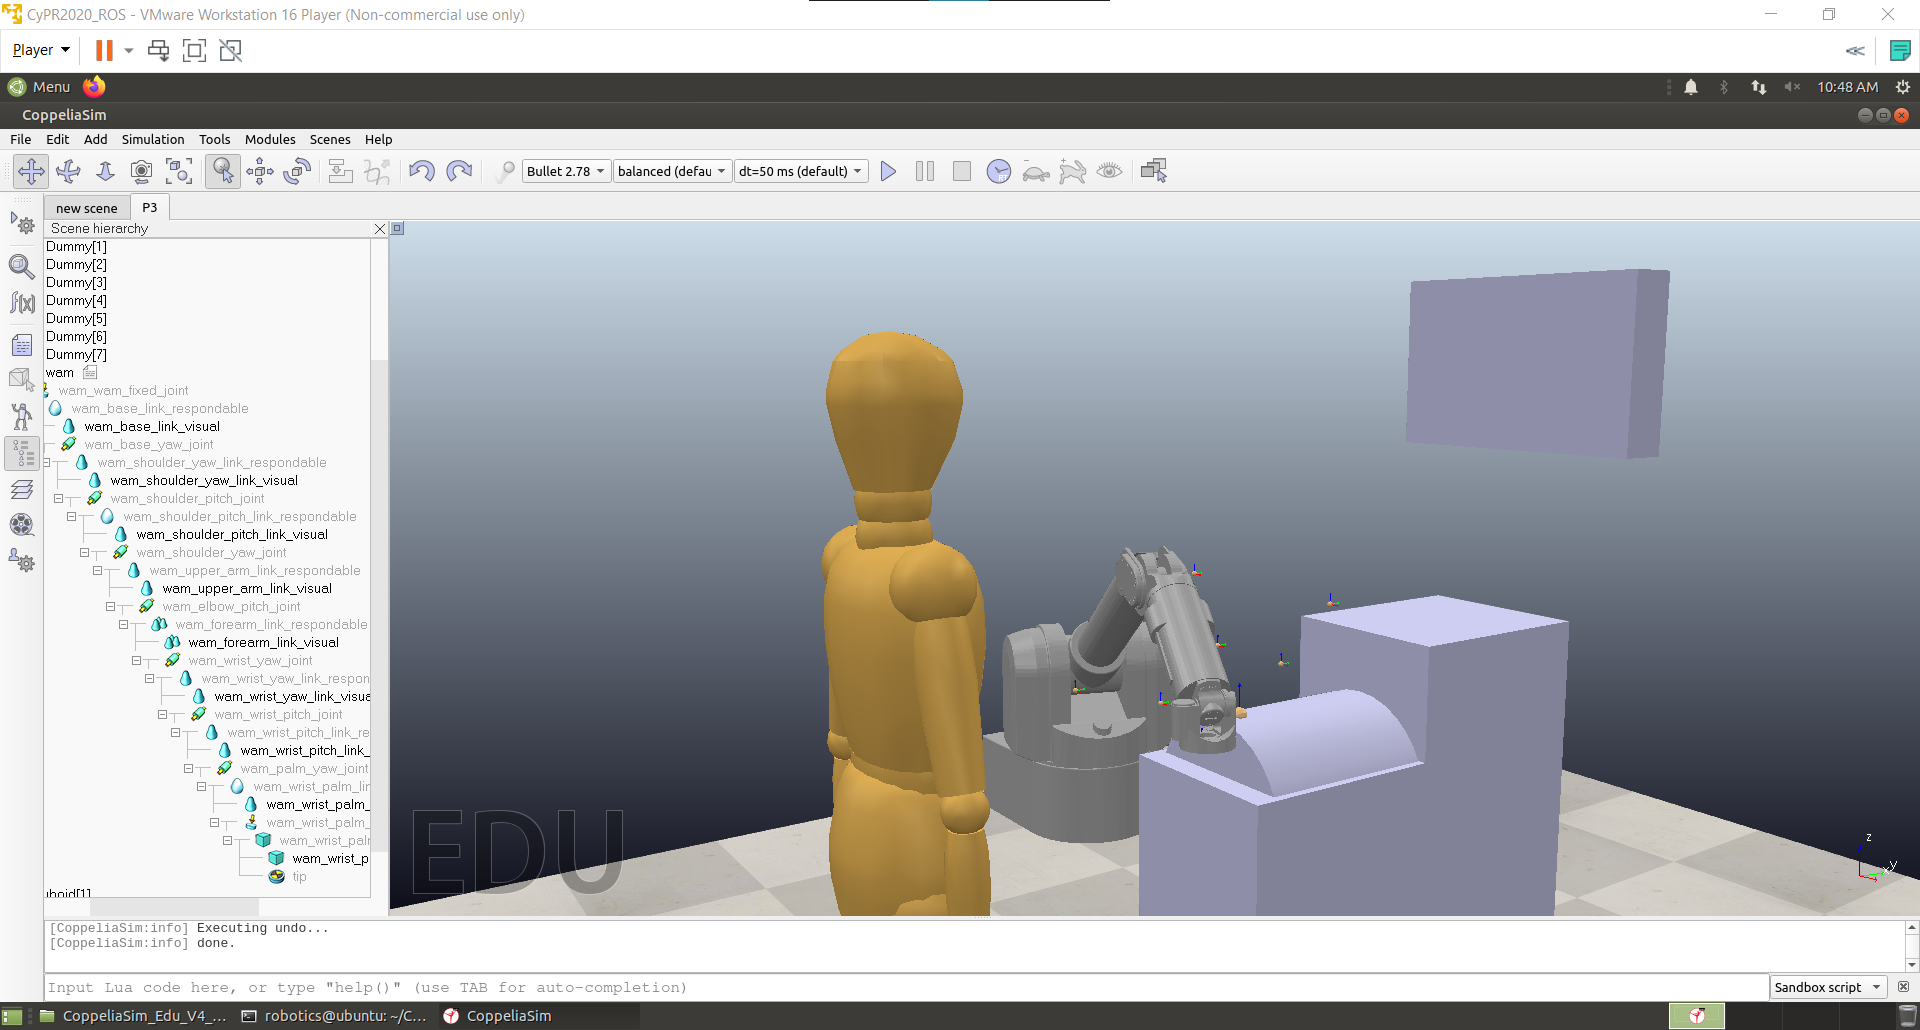 CyPR2020_ROS - VMware Workstation 16 Player (Non-commercial use only)
Player
Menu
10:48 AM
CoppeliaSim
File Edit Add Simulation Tools Modules Scenes Help
Bullet 2.78 balanced (defau dt=50 ms (default)
new scene P3
Scene hierarchy
Dummy[1]
Dummy[2]
Dummy[3]
Dummy[4]
Dummy[5]
Dummy[6]
Dummy[7]
wam
wam_wam_fixed_joint
wam_base_link_respondable
wam_base_link_visual
wam_base_yaw_joint
wam_shoulder_yaw_link_respondable
wam_shoulder_yaw_link_visual
wam_shoulder_pitch_joint
wam_shoulder_pitch_link_respondable
wam_shoulder_pitch_link_visual
wam_shoulder_yaw_joint
wam_upper_arm_link_respondable
wam_upper_arm_link_visual
wam_elbow_pitch_joint
wam_forearm_link_respondable
wam_forearm_link_visual
wam_wrist_yaw_joint
wam_wrist_yaw_link_respon
wam_wrist_yaw_link_visua
wam_wrist_pitch_joint
wam_wrist_pitch_link_re
wam_wrist_pitch_link_
wam_palm_yaw_joint
wam_wrist_palm_lin
wam_wrist_palm_
wam_wrist_palm_
wam_wrist_pal
wam_wrist_p
tip
EDU
z
y
[CoppeliaSim:info] Executing undo...
[CoppeliaSim:info] done.
Input Lua code here, or type "help()" (use TAB for auto-completion)
Sandbox script
CoppeliaSim_Edu_V4_... robotics@ubuntu: ~/C... CoppeliaSim